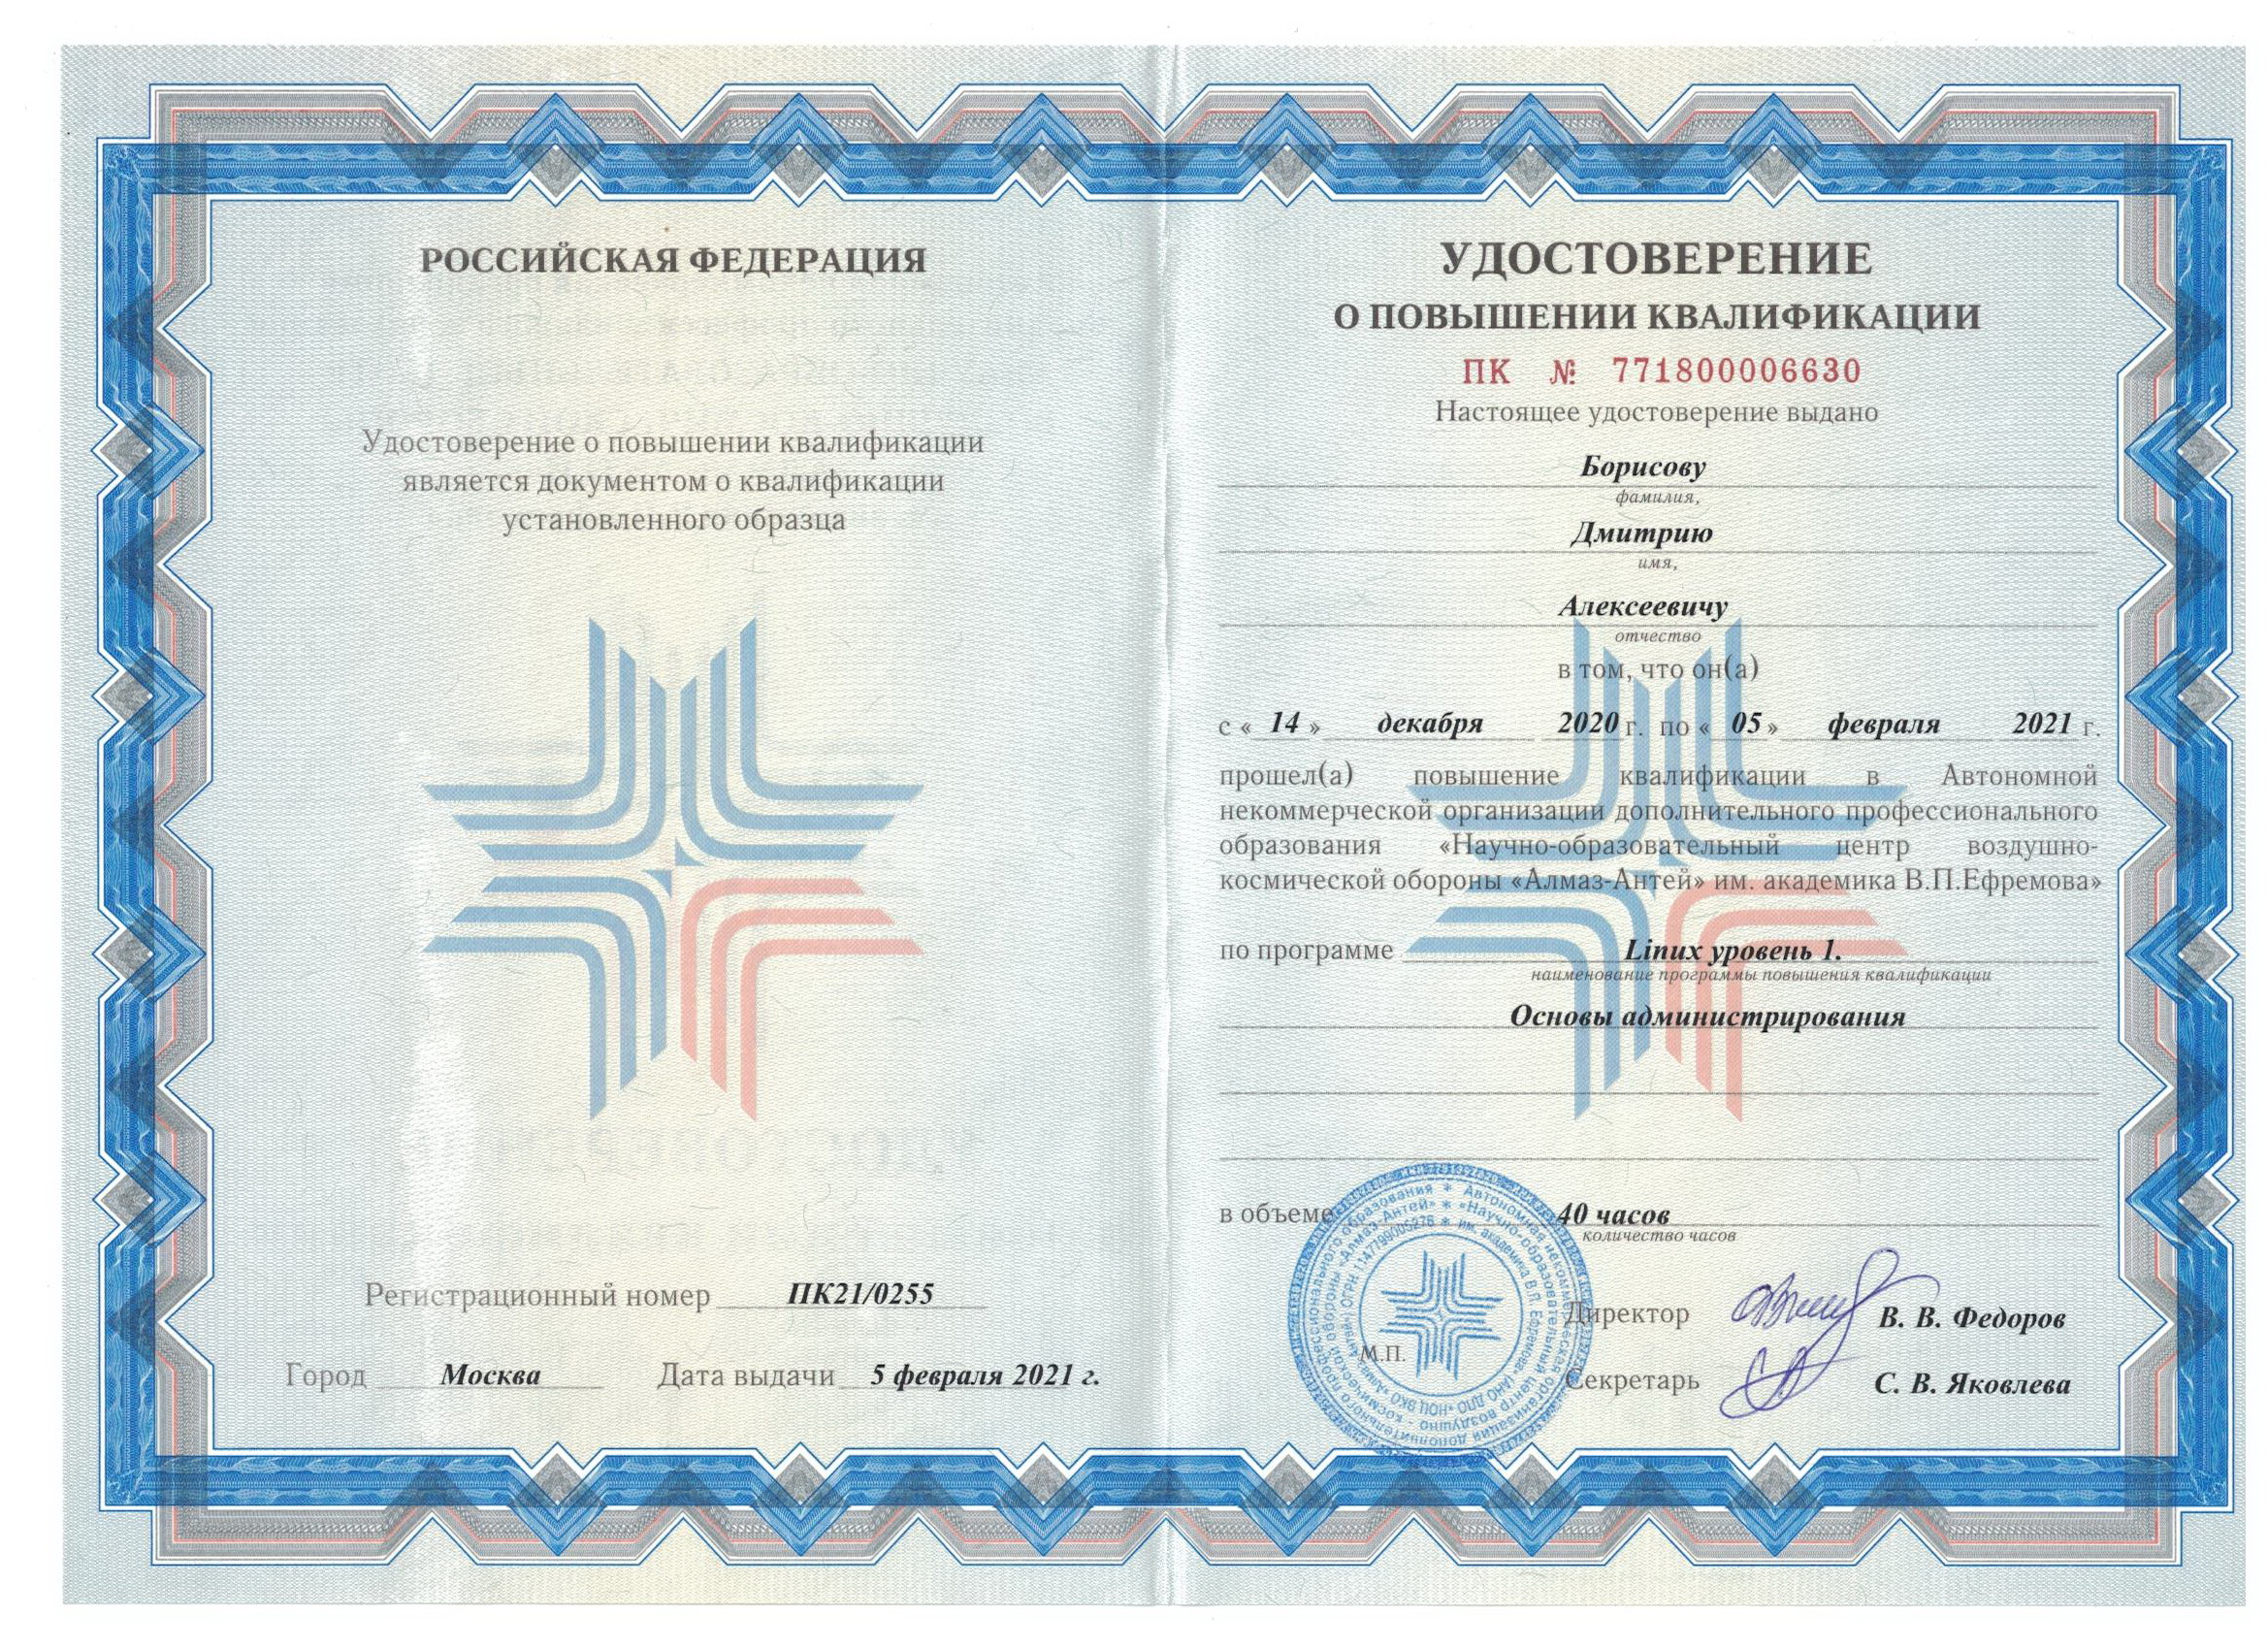 РОССИЙСКАЯ ФЕДЕРАЦИЯ
Удостоверение о повышении квалификации
является документом о квалификации
установленного образца
Регистрационный номер ПК21/0255
Город Москва Дата выдачи 5 февраля 2021 г.
УДОСТОВЕРЕНИЕ
О ПОВЫШЕНИИ КВАЛИФИКАЦИИ
ПК № 771800006630
Настоящее удостоверение выдано
Борисову
фамилия,
Дмитрию
имя,
Алексеевичу
отчество
в том, что он(а)
с « 14 » декабря 2020 г. по « 05 » февраля 2021 г.
прошел(а) повышение квалификации в Автономной
некоммерческой организации дополнительного профессионального
образования «Научно-образовательный центр воздушно-
космической обороны «Алмаз-Антей» им. академика В.П.Ефремова»
по программе Linux уровень 1.
наименование программы повышения квалификации
Основы администрирования
в объеме 40 часов
количество часов
Директор В. В. Федоров
М.П.
Секретарь С. В. Яковлева
Автономная некоммерческая организация дополнительного профессионального образования *
«Научно-образовательный центр воздушно - космической обороны «Алмаз-Антей» *
им. академика В.П. Ефремова» (АНО ДПО «НОЦ ВКО «Алмаз-Антей») ОГРН 1147799005278 *